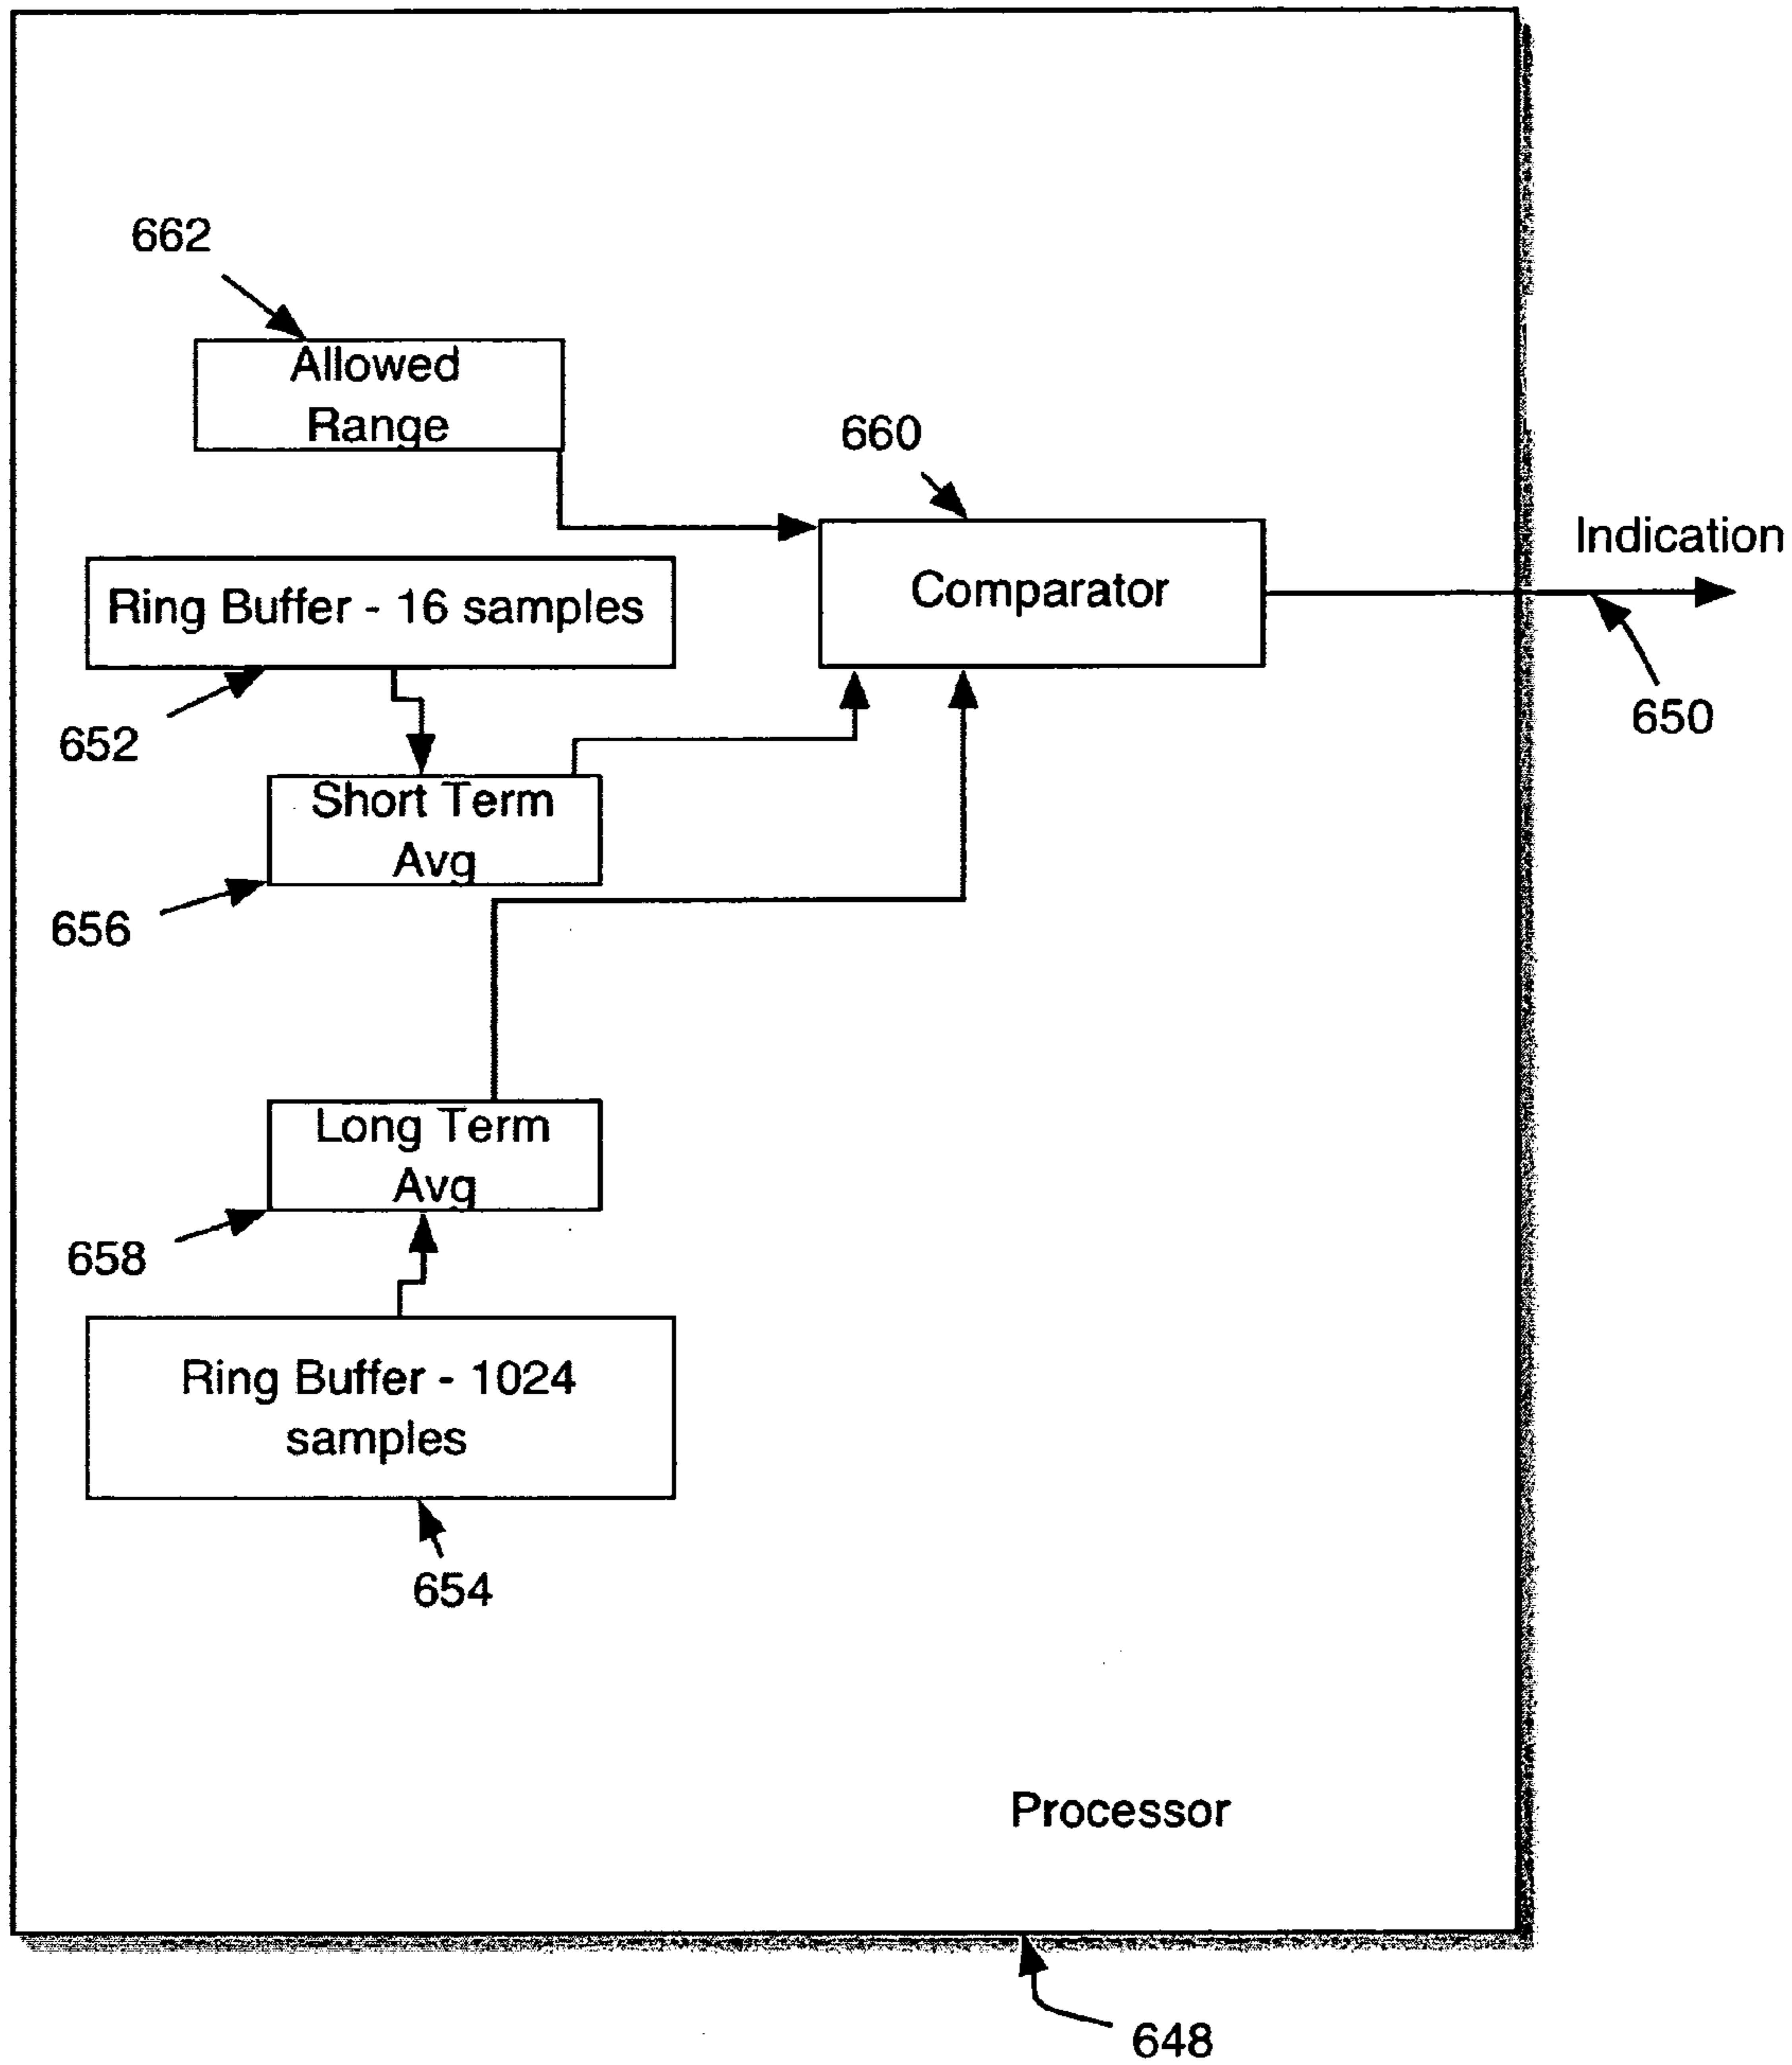 662
Allowed
Range
660
Comparator
Indication
650
Ring Buffer - 16 samples
652
Short Term
Avg
656
Long Term
Avg
658
Ring Buffer - 1024
samples
654
Processor
648